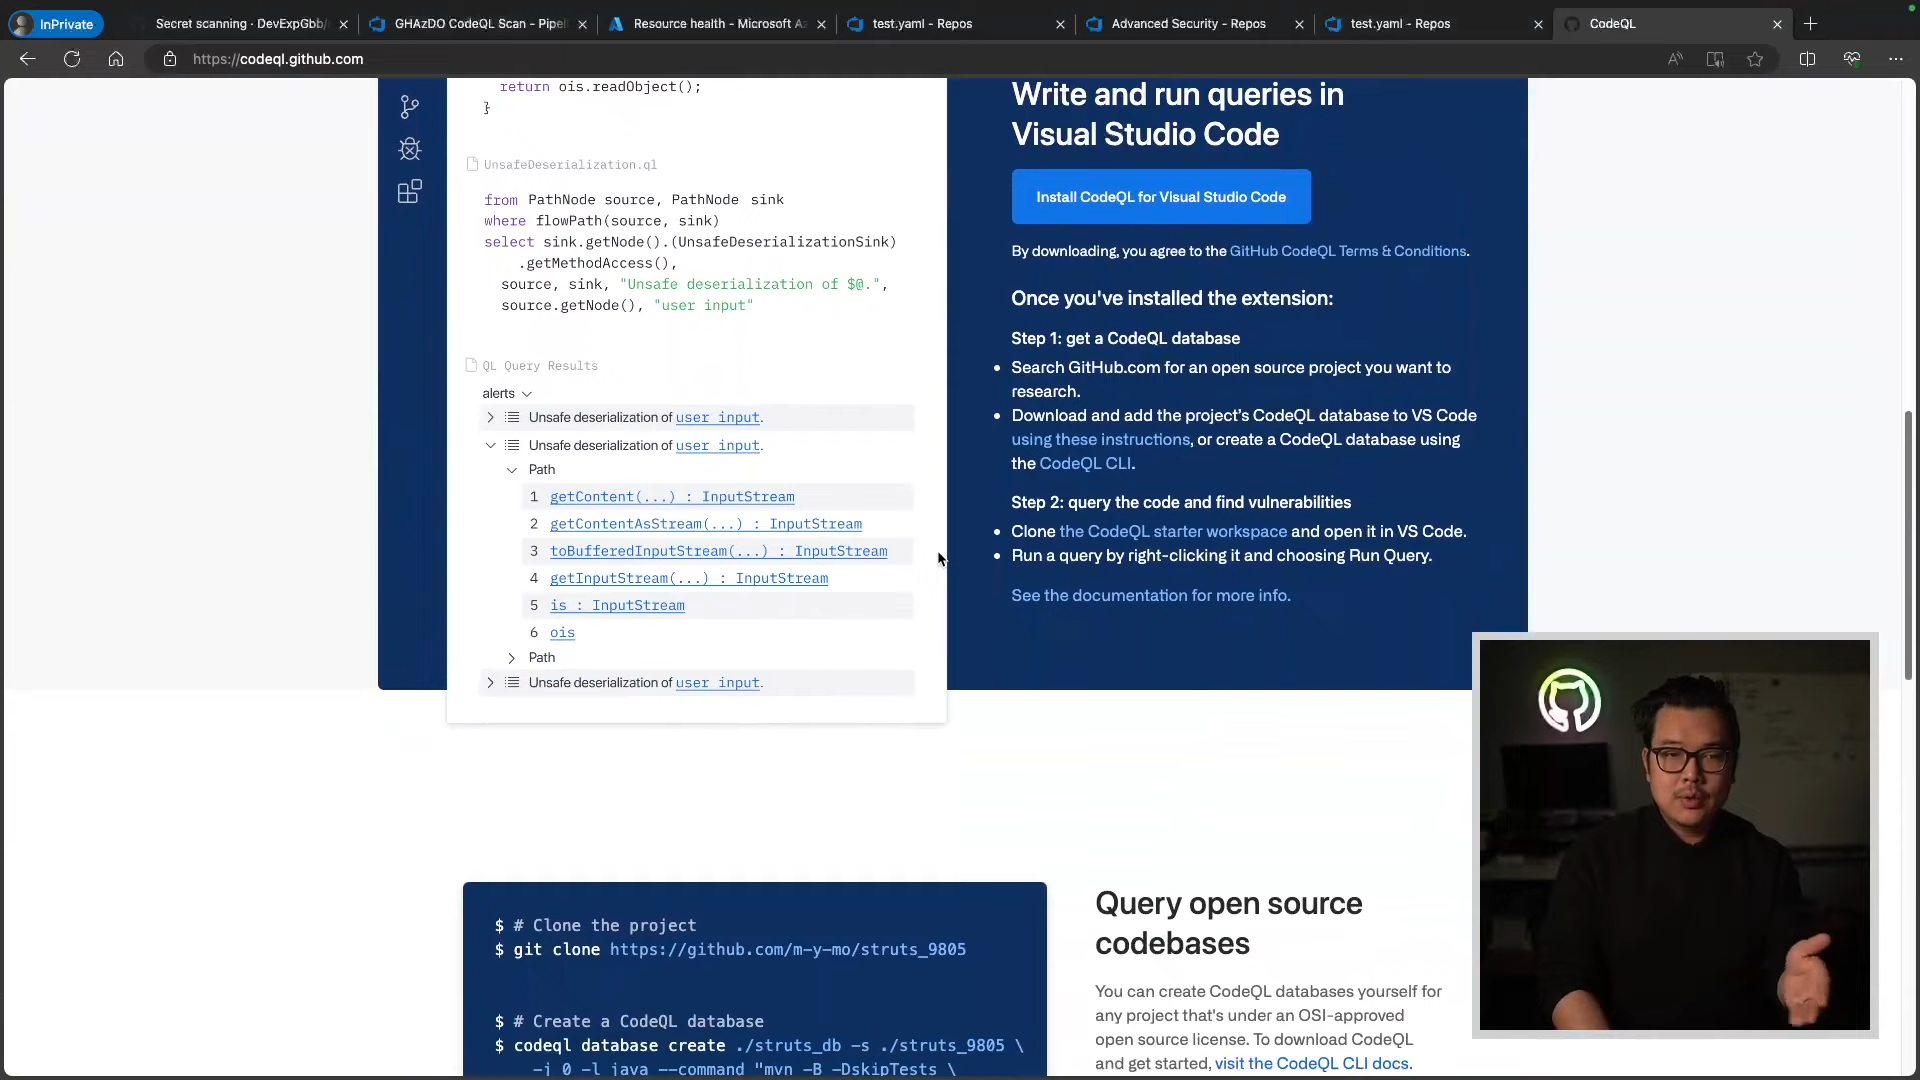 InPrivate
Secret scanning · DevExpGbb/
GHAzDO CodeQL Scan - Pipel
Resource health - Microsoft Az
test.yaml - Repos
Advanced Security - Repos
test.yaml - Repos
CodeQL
https://codeql.github.com
return ois.readObject();
}
UnsafeDeserialization.ql
from PathNode source, PathNode sink
where flowPath(source, sink)
select sink.getNode().(UnsafeDeserializationSink)
.getMethodAccess(),
source, sink, "Unsafe deserialization of $@.",
source.getNode(), "user input"
QL Query Results
alerts
Unsafe deserialization of user input.
Unsafe deserialization of user input.
Path
1 getContent(...) : InputStream
2 getContentAsStream(...) : InputStream
3 toBufferedInputStream(...) : InputStream
4 getInputStream(...) : InputStream
5 is : InputStream
6 ois
Path
Unsafe deserialization of user input.
Write and run queries in
Visual Studio Code
Install CodeQL for Visual Studio Code
By downloading, you agree to the GitHub CodeQL Terms & Conditions.
Once you've installed the extension:
Step 1: get a CodeQL database
• Search GitHub.com for an open source project you want to
research.
• Download and add the project's CodeQL database to VS Code
using these instructions, or create a CodeQL database using
the CodeQL CLI.
Step 2: query the code and find vulnerabilities
• Clone the CodeQL starter workspace and open it in VS Code.
• Run a query by right-clicking it and choosing Run Query.
See the documentation for more info.
$ # Clone the project
$ git clone https://github.com/m-y-mo/struts_9805
$ # Create a CodeQL database
$ codeql database create ./struts_db -s ./struts_9805 \
-j 0 -l java --command "mvn -B -DskipTests \
Query open source
codebases
You can create CodeQL databases yourself for
any project that's under an OSI-approved
open source license. To download CodeQL
and get started, visit the CodeQL CLI docs.